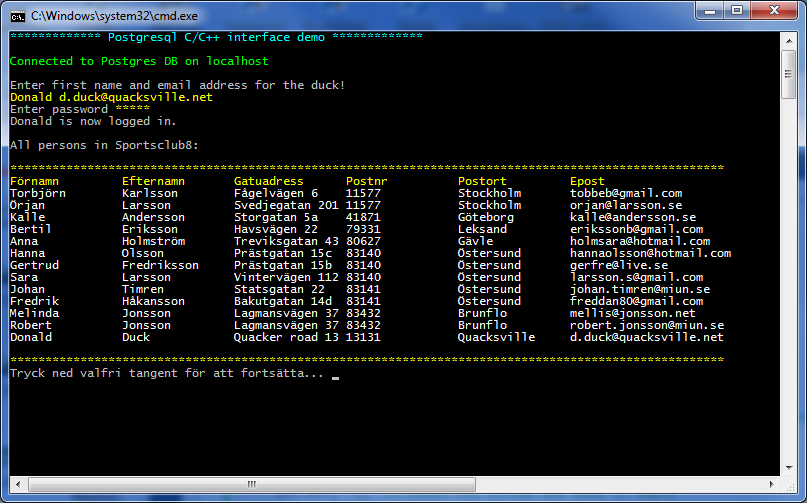 C:\Windows\system32\cmd.exe
************* Postgresql C/C++ interface demo *************
Connected to Postgres DB on localhost
Enter first name and email address for the duck!
Donald d.duck@quacksville.net
Enter password *****
Donald is now logged in.
All persons in Sportsclub8:
******************************************************************************************************
Förnamn Efternamn Gatuadress Postnr Postort Epost
Torbjörn Karlsson Fågelvägen 6 11577 Stockholm tobbeb@gmail.com
Örjan Larsson Svedjegatan 201 11577 Stockholm orjan@larsson.se
Kalle Andersson Storgatan 5a 41871 Göteborg kalle@andersson.se
Bertil Eriksson Havsvägen 22 79331 Leksand erikssonb@gmail.com
Anna Holmström Treviksgatan 43 80627 Gävle holmsara@hotmail.com
Hanna Olsson Prästgatan 15c 83140 Östersund hannaolsson@hotmail.com
Gertrud Fredriksson Prästgatan 15b 83140 Östersund gerfre@live.se
Sara Larsson Vintervägen 112 83140 Östersund larsson.s@gmail.com
Johan Timren Statsgatan 22 83141 Östersund johan.timren@miun.se
Fredrik Håkansson Bakutgatan 14d 83141 Östersund freddan80@gmail.com
Melinda Jonsson Lagmansvägen 37 83432 Brunflo mellis@jonsson.net
Robert Jonsson Lagmansvägen 37 83432 Brunflo robert.jonsson@miun.se
Donald Duck Quacker road 13 13131 Quacksville d.duck@quacksville.net
******************************************************************************************************
Tryck ned valfri tangent för att fortsätta... _